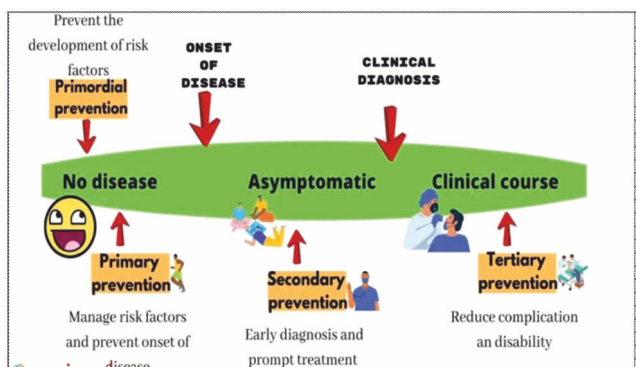 Prevent the
development of risk
factors
Primordial
prevention
ONSET
OF
DISEASE
CLINICAL
DIAGNOSIS
No disease
Asymptomatic
Clinical course
Primary
prevention
Manage risk factors
and prevent onset of
disease
Secondary
prevention
Early diagnosis and
prompt treatment
Tertiary
prevention
Reduce complication
an disability